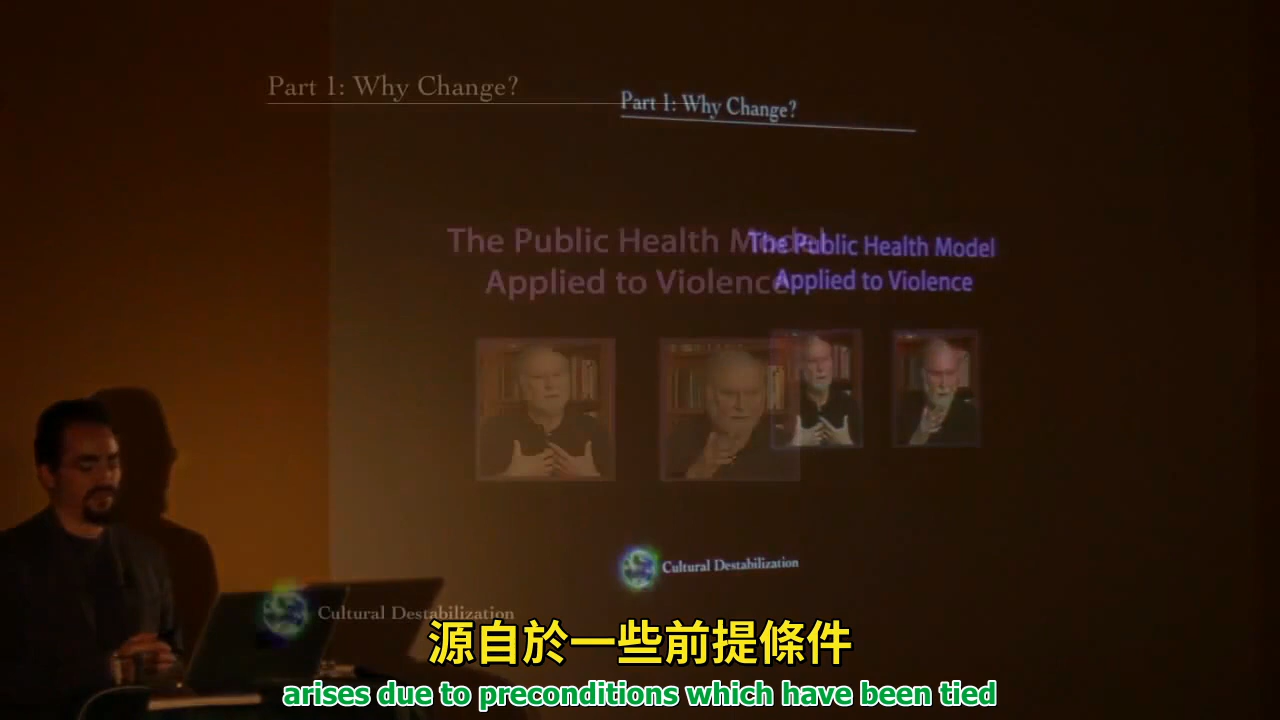 Part 1: Why Change?
Part 1: Why Change?
The Public Health Model
Applied to Violence
The Public Health Model
Applied to Violence
Cultural Destabilization
Cultural Destabilization
源自於一些前提條件
arises due to preconditions which have been tied